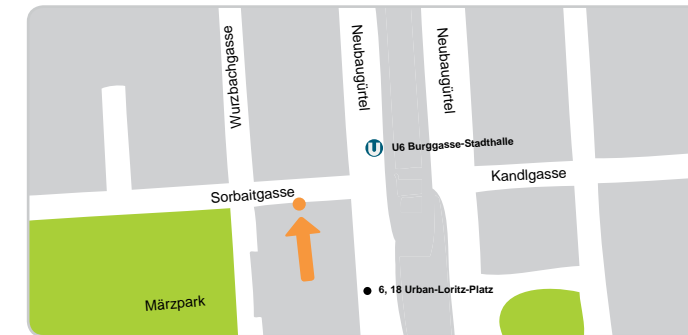 Wurzbachgasse
Neubaugürtel
Neubaugürtel
U
U6 Burggasse-Stadthalle
Kandlgasse
Sorbaitgasse
6, 18 Urban-Loritz-Platz
Märzpark